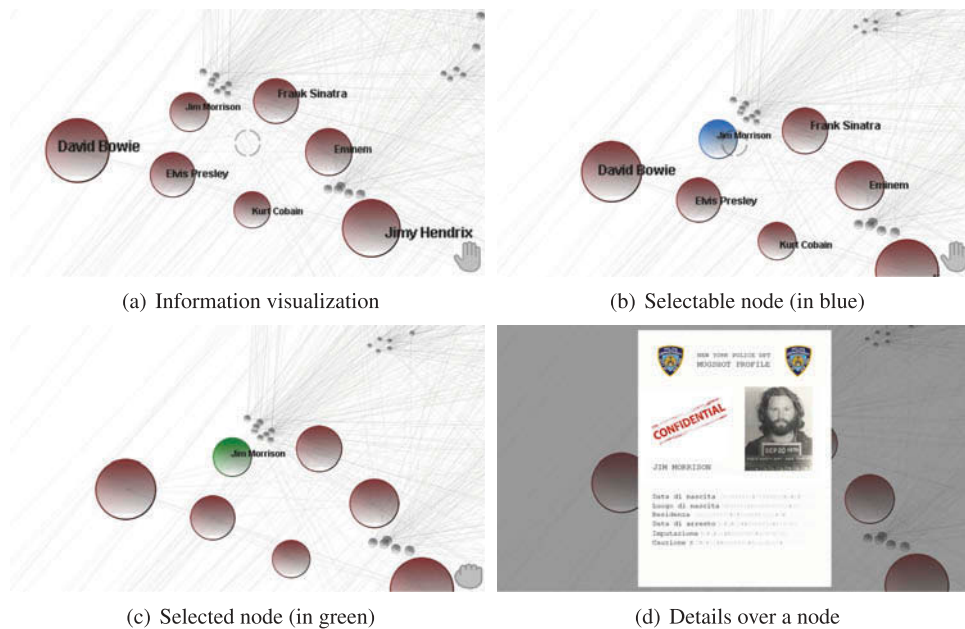 Jim Morrison
Frank Sinatra
David Bowie
Eminem
Elvis Presley
Kurt Cobain
Jimy Hendrix
(a) Information visualization
Jim Morrison
Frank Sinatra
David Bowie
Eminem
Elvis Presley
Kurt Cobain
(b) Selectable node (in blue)
Jim Morrison
(c) Selected node (in green)
NEW YORK POLICE DPT
MUGSHOT PROFILE
CONFIDENTIAL
JIM MORRISON
Data di nascita
Luogo di nascita
Residenza
Data di arresto
Imputazione
Cauzione
(d) Details over a node